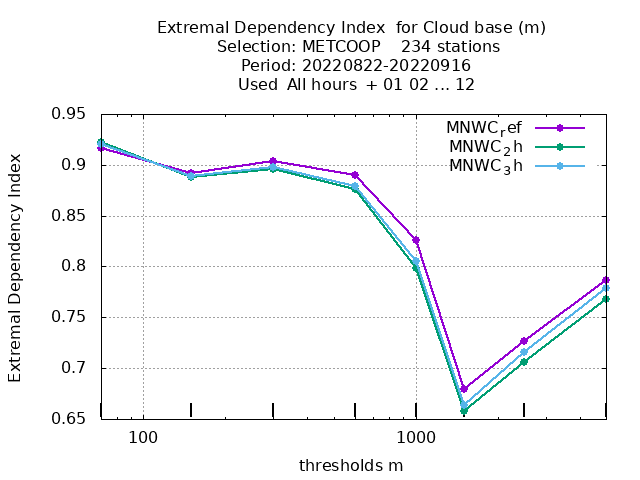 Extremal Dependency Index  for Cloud base (m)
Selection: METCOOP    234 stations
Period: 20220822-20220916
Used  All hours  + 01 02 ... 12
MNWC_ref
MNWC_2h
MNWC_3h
0.95
0.9
0.85
0.8
0.75
0.7
0.65
Extremal Dependency Index
100
1000
thresholds m